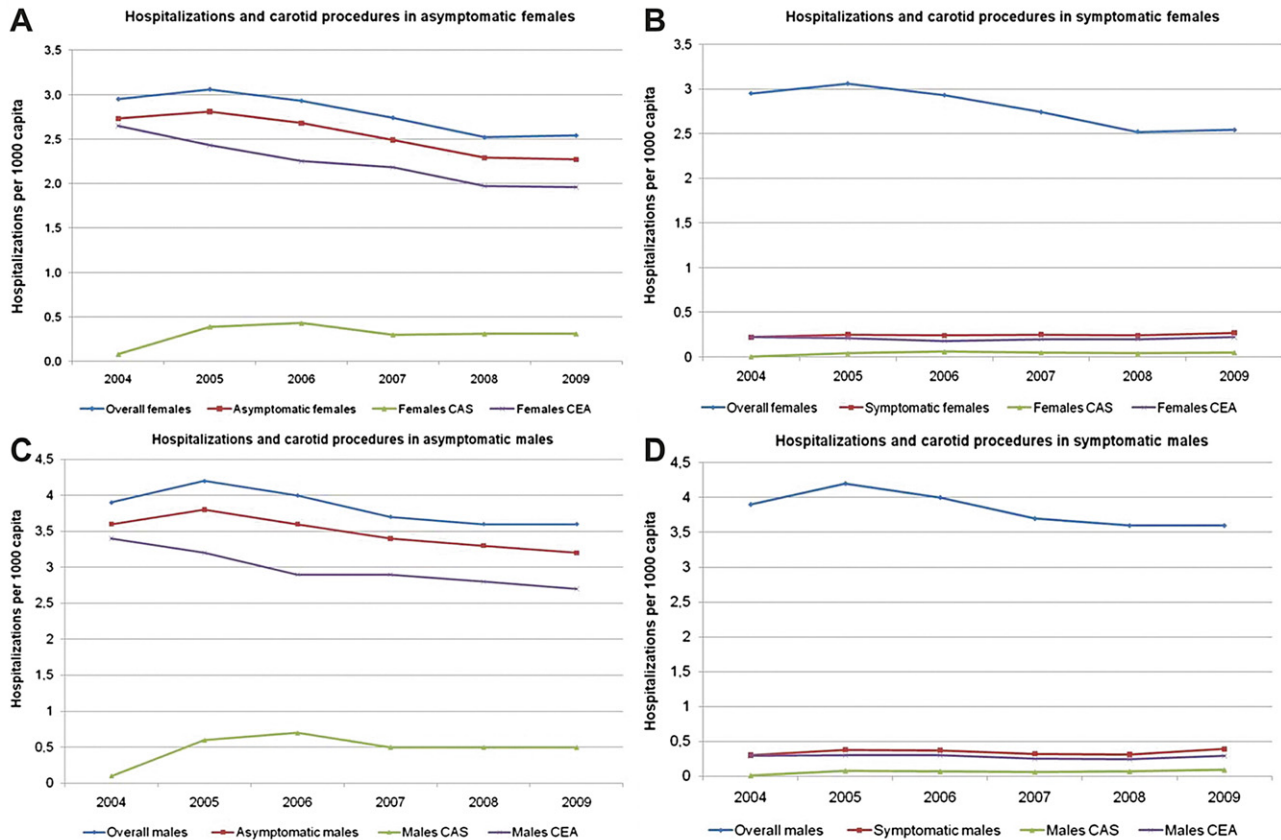 A
Hospitalizations and carotid procedures in asymptomatic females
Hospitalizations per 1000 capita
3.5
3.0
2.5
2.0
1.5
1.0
0.5
0.0
2004 2005 2006 2007 2008 2009
Overall females Asymptomatic females Females CAS Females CEA
B
Hospitalizations and carotid procedures in symptomatic females
Hospitalizations per 1000 capita
3.5
3
2.5
2
1.5
1
0.5
0
2004 2005 2006 2007 2008 2009
Overall females Symptomatic females Females CAS Females CEA
C
Hospitalizations and carotid procedures in asymptomatic males
Hospitalizations per 1000 capita
4,5
4
3,5
3
2,5
2
1,5
1
0,5
0
2004 2005 2006 2007 2008 2009
Overall males Asymptomatic males Males CAS Males CEA
D
Hospitalizations and carotid procedures in symptomatic males
Hospitalizations per 1000 capita
4,5
4
3,5
3
2,5
2
1,5
1
0,5
0
2004 2005 2006 2007 2008 2009
Overall males Symptomatic males Males CAS Males CEA